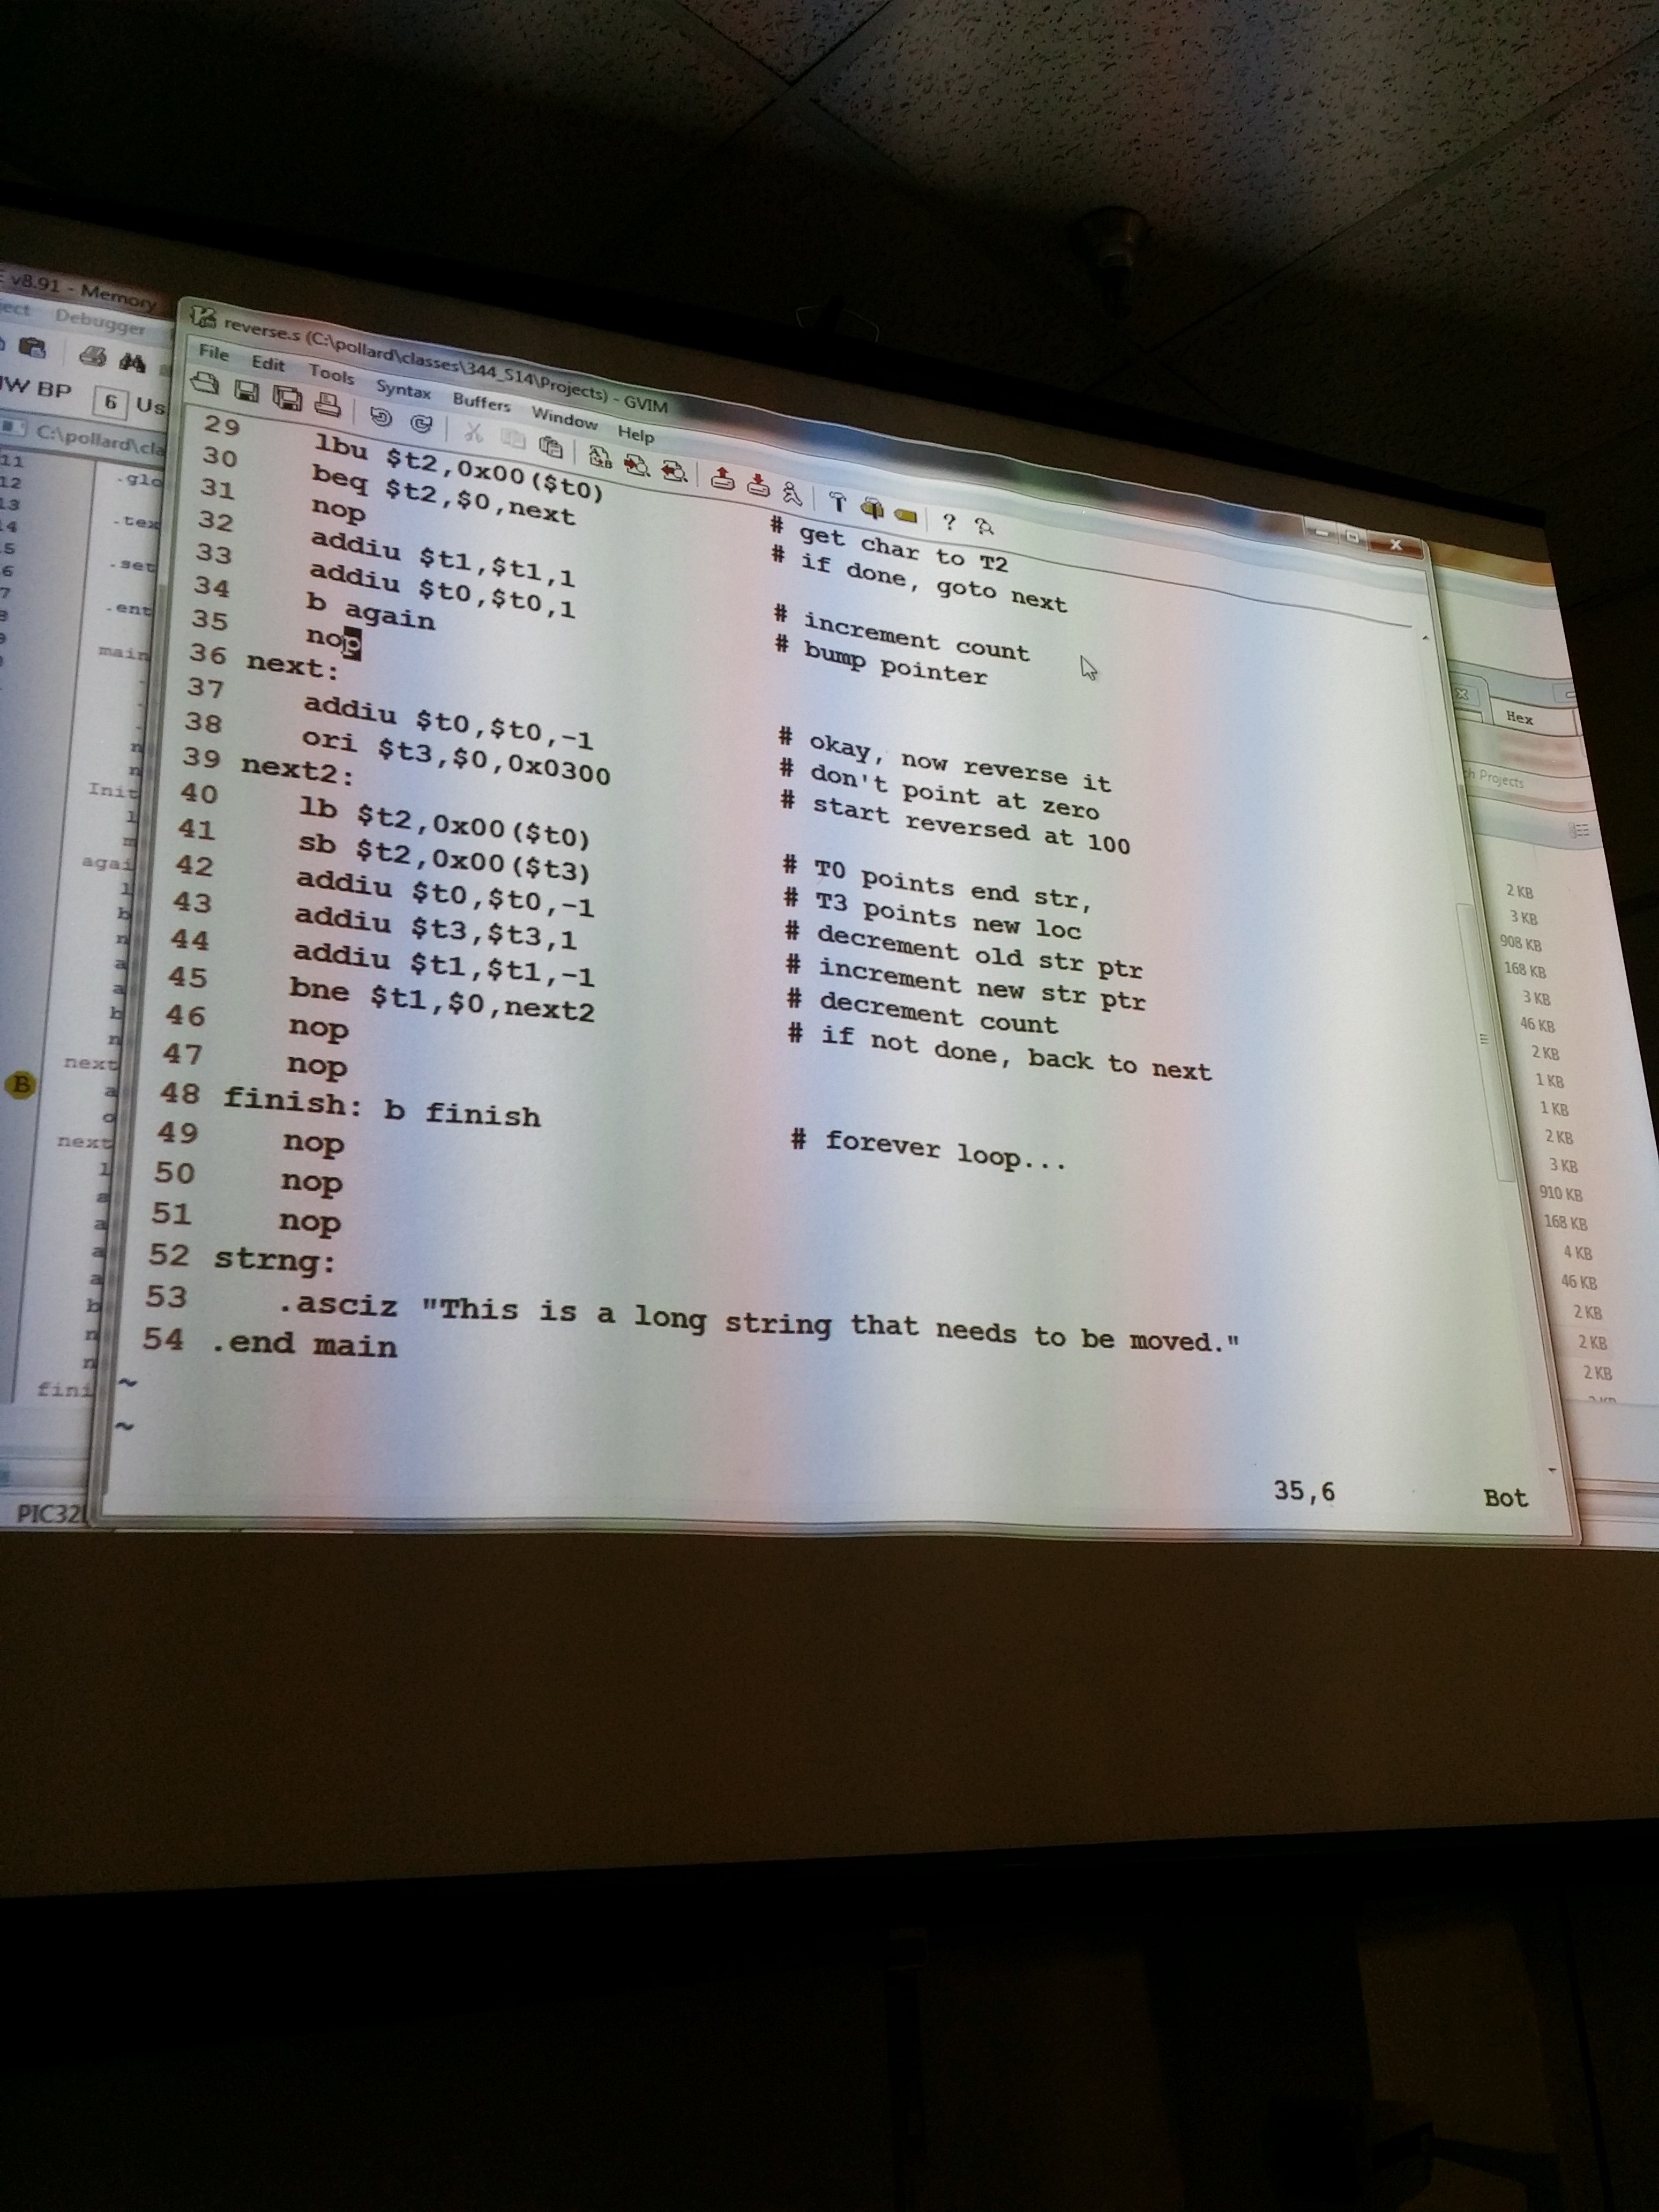 v8.91 - Memory
Debugger
BP 6 Us
C:\pollard\cla
reverse.s (C:\pollard\classes\344_S14\Projects) - GVIM
File Edit Tools Syntax Buffers Window Help
29 lbu $t2,0x00($t0) # get char to T2
30 beq $t2,$0,next # if done, goto next
31 nop
32 addiu $t1,$t1,1 # increment count
33 addiu $t0,$t0,1 # bump pointer
34 b again
35 nop
36 next: # okay, now reverse it
37 addiu $t0,$t0,-1 # don't point at zero
38 ori $t3,$0,0x0300 # start reversed at 100
39 next2:
40 lb $t2,0x00($t0) # T0 points end str,
41 sb $t2,0x00($t3) # T3 points new loc
42 addiu $t0,$t0,-1 # decrement old str ptr
43 addiu $t3,$t3,1 # increment new str ptr
44 addiu $t1,$t1,-1 # decrement count
45 bne $t1,$0,next2 # if not done, back to next
46 nop
47 nop
48 finish: b finish # forever loop...
49 nop
50 nop
51 nop
52 strng:
53 .asciz "This is a long string that needs to be moved."
54 .end main
~
~
35,6 Bot
11
12 .glo
13
14 .tex
.set
.ent
main
Init
agai
next
B
next
fini
PIC32
Hex
Projects
2 KB
3 KB
908 KB
168 KB
3 KB
46 KB
2 KB
1 KB
1 KB
2 KB
3 KB
910 KB
168 KB
4 KB
46 KB
2 KB
2 KB
2 KB